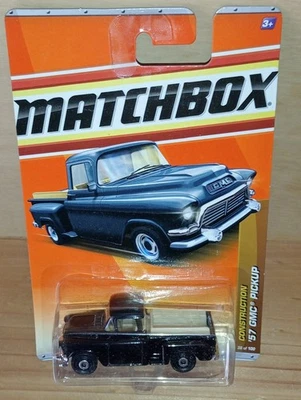 3+
MATCHBOX
GMC
CONSTRUCTION
'57 GMC® PICKUP